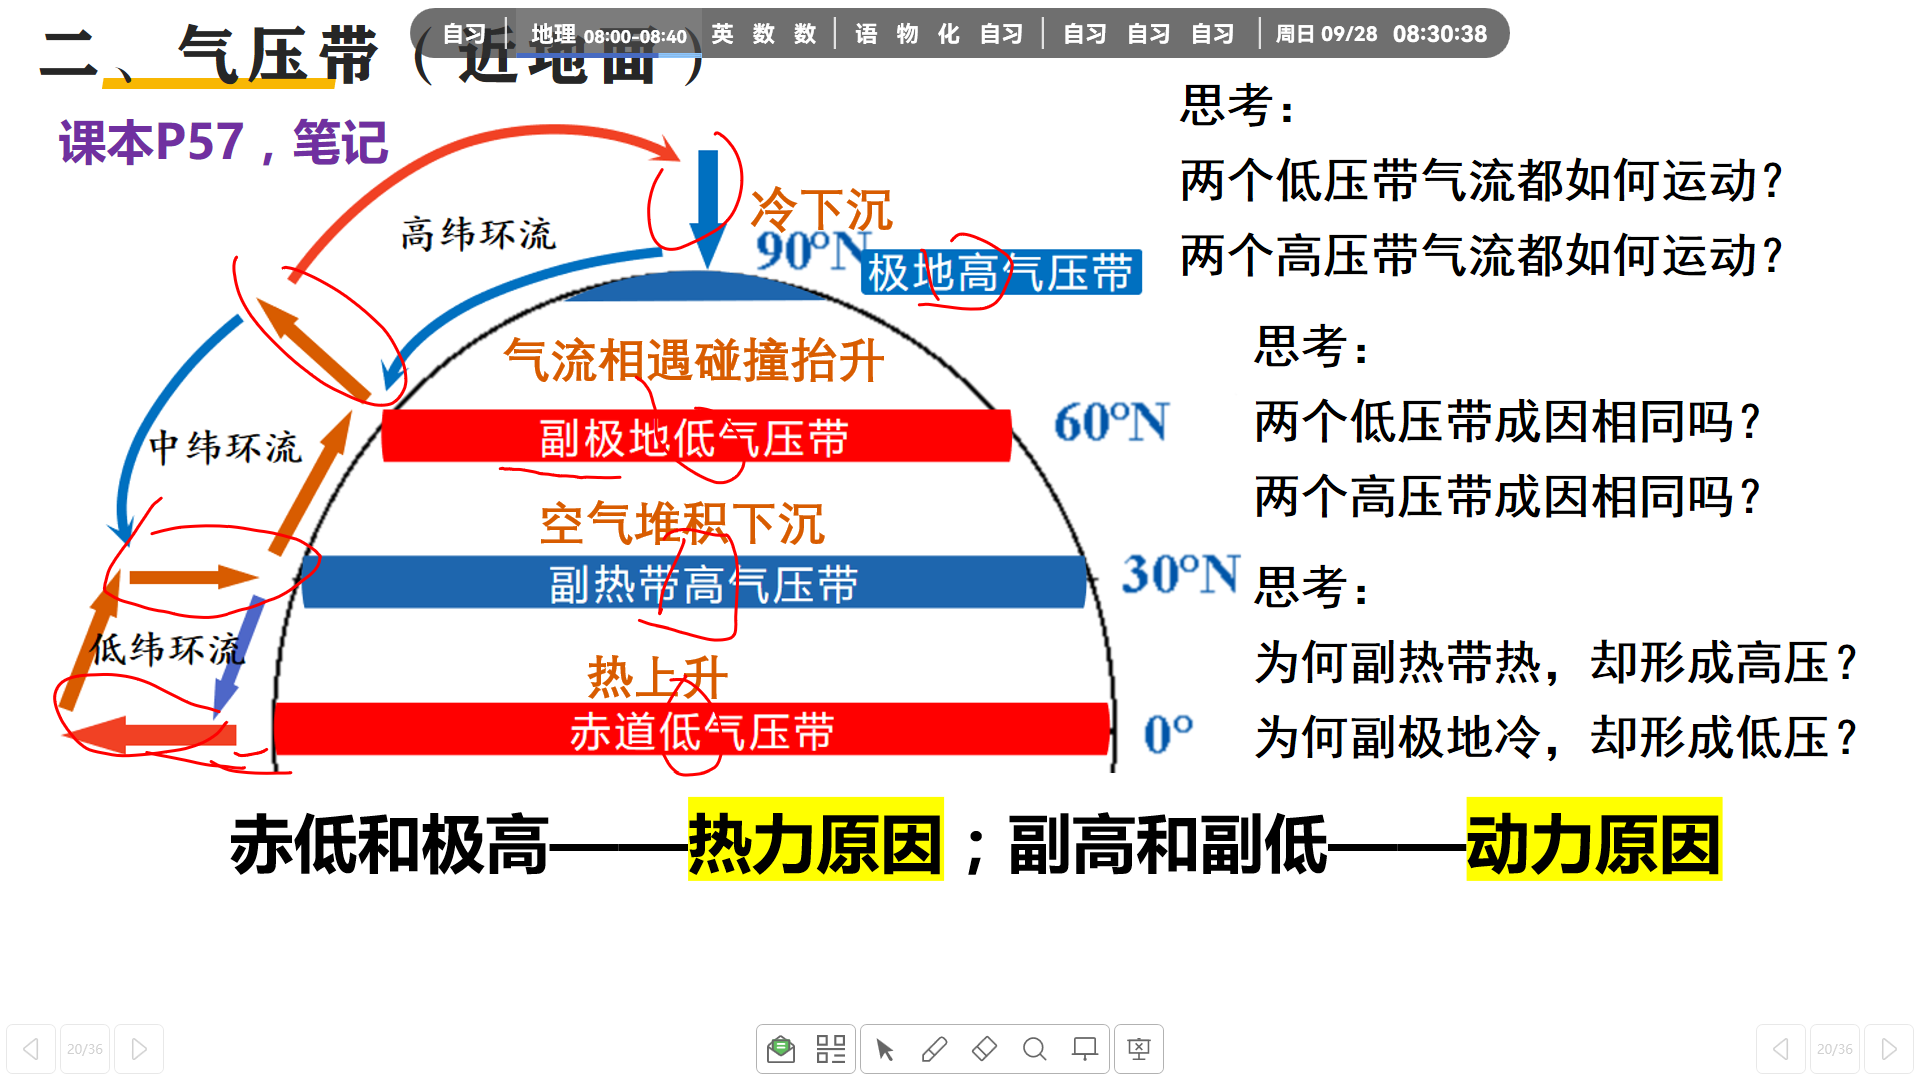 自习 地理 08:00-08:40 英 数 数 语 物 化 自习 自习 自习 自习 周日 09/28 08:30:38
二、气压带（近地面）
课本P57，笔记
高纬环流
冷下沉
90°N
极地高气压带
气流相遇碰撞抬升
副极地低气压带
60°N
中纬环流
空气堆积下沉
副热带高气压带
30°N
低纬环流
热上升
赤道低气压带
0°
思考：
两个低压带气流都如何运动？
两个高压带气流都如何运动？
思考：
两个低压带成因相同吗？
两个高压带成因相同吗？
思考：
为何副热带热，却形成高压？
为何副极地冷，却形成低压？
赤低和极高——热力原因；副高和副低——动力原因
20/36
20/36